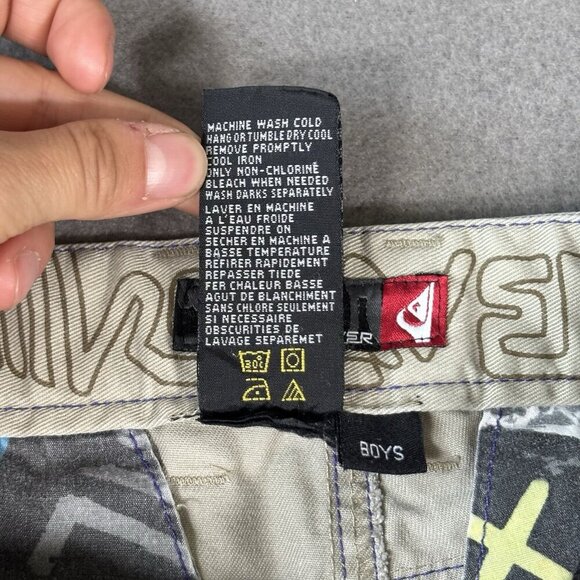 MACHINE WASH COLD
HANG OR TUMBLE DRY COOL
REMOVE PROMPTLY
COOL IRON
ONLY NON-CHLORINE
BLEACH WHEN NEEDED
WASH DARKS SEPARATELY
LAVER EN MACHINE
A L'EAU FROIDE
SUSPENDRE ON
SECHER EN MACHINE A
BASSE TEMPERATURE
REFIRER RAPIDEMENT
REPASSER TIEDE
FER CHALEUR BASSE
AGUT DE BLANCHIMENT
SANS CHLORE SEULEMENT
SI NECESSAIRE
OBSCURITIES DE
LAVAGE SEPAREMET
30C
BOYS